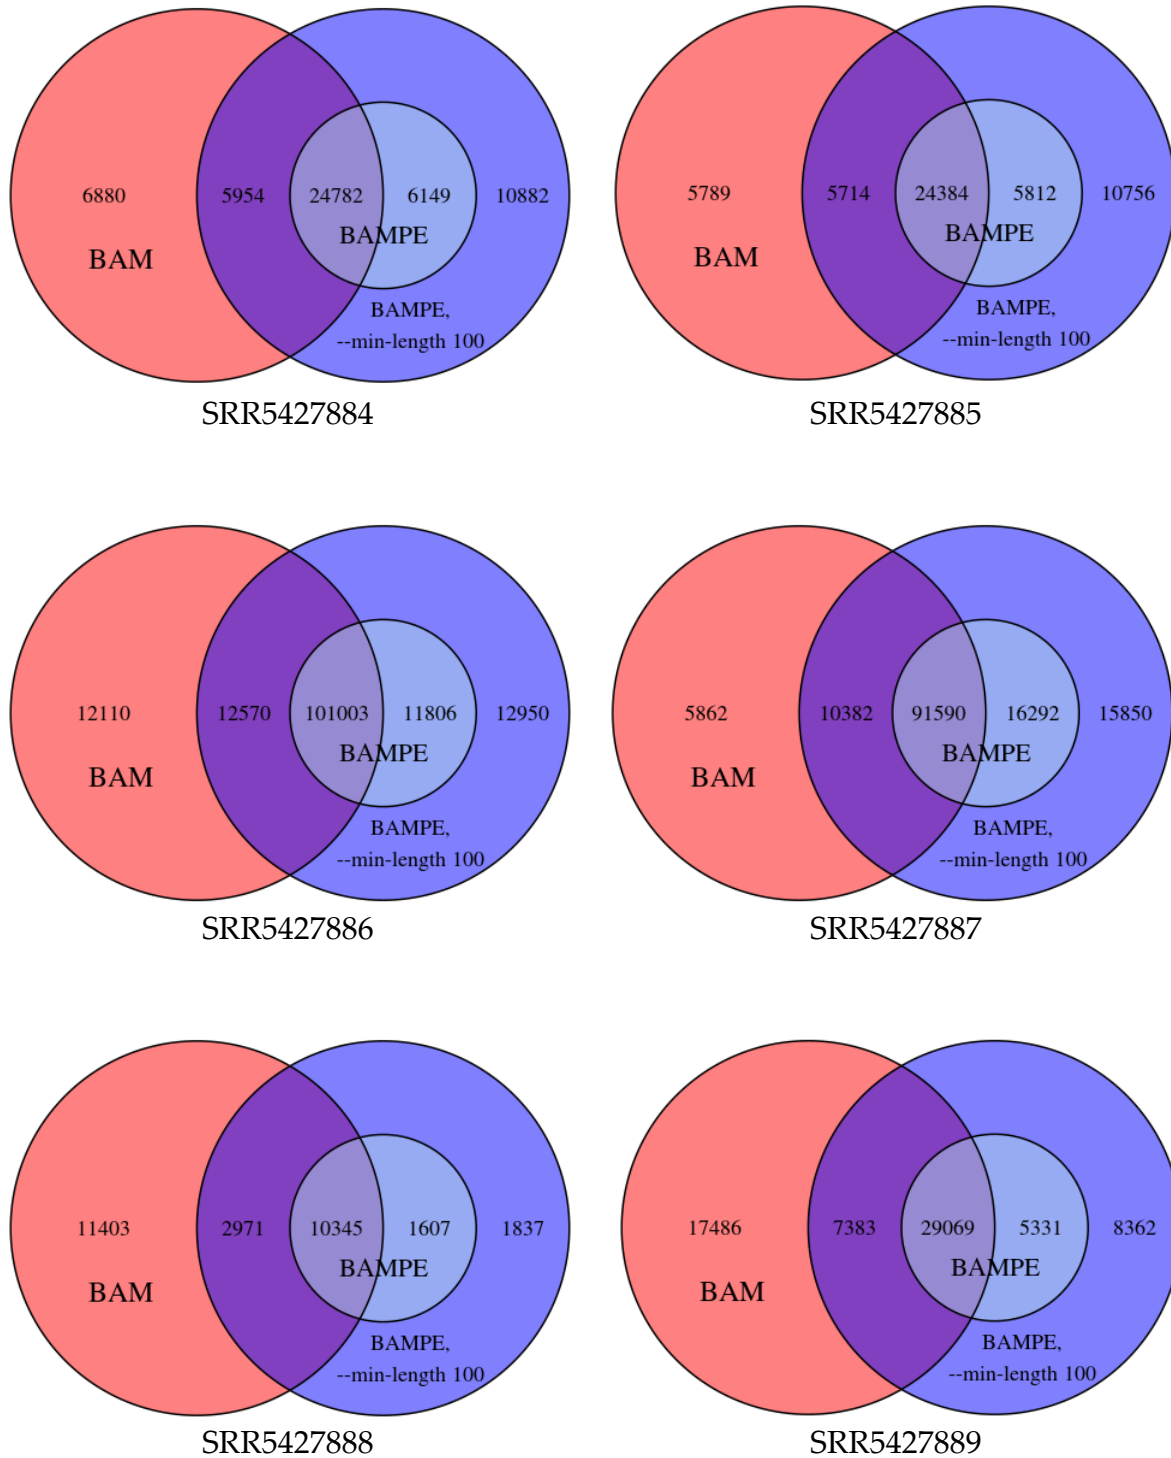 6880 5954 24782 6149 10882
BAMPE
BAM
BAMPE,
--min-length 100
SRR5427884
5789 5714 24384 5812 10756
BAMPE
BAM
BAMPE,
--min-length 100
SRR5427885
12110 12570 101003 11806 12950
BAMPE
BAM
BAMPE,
--min-length 100
SRR5427886
5862 10382 91590 16292 15850
BAMPE
BAM
BAMPE,
--min-length 100
SRR5427887
11403 2971 10345 1607 1837
BAMPE
BAM
BAMPE,
--min-length 100
SRR5427888
17486 7383 29069 5331 8362
BAMPE
BAM
BAMPE,
--min-length 100
SRR5427889